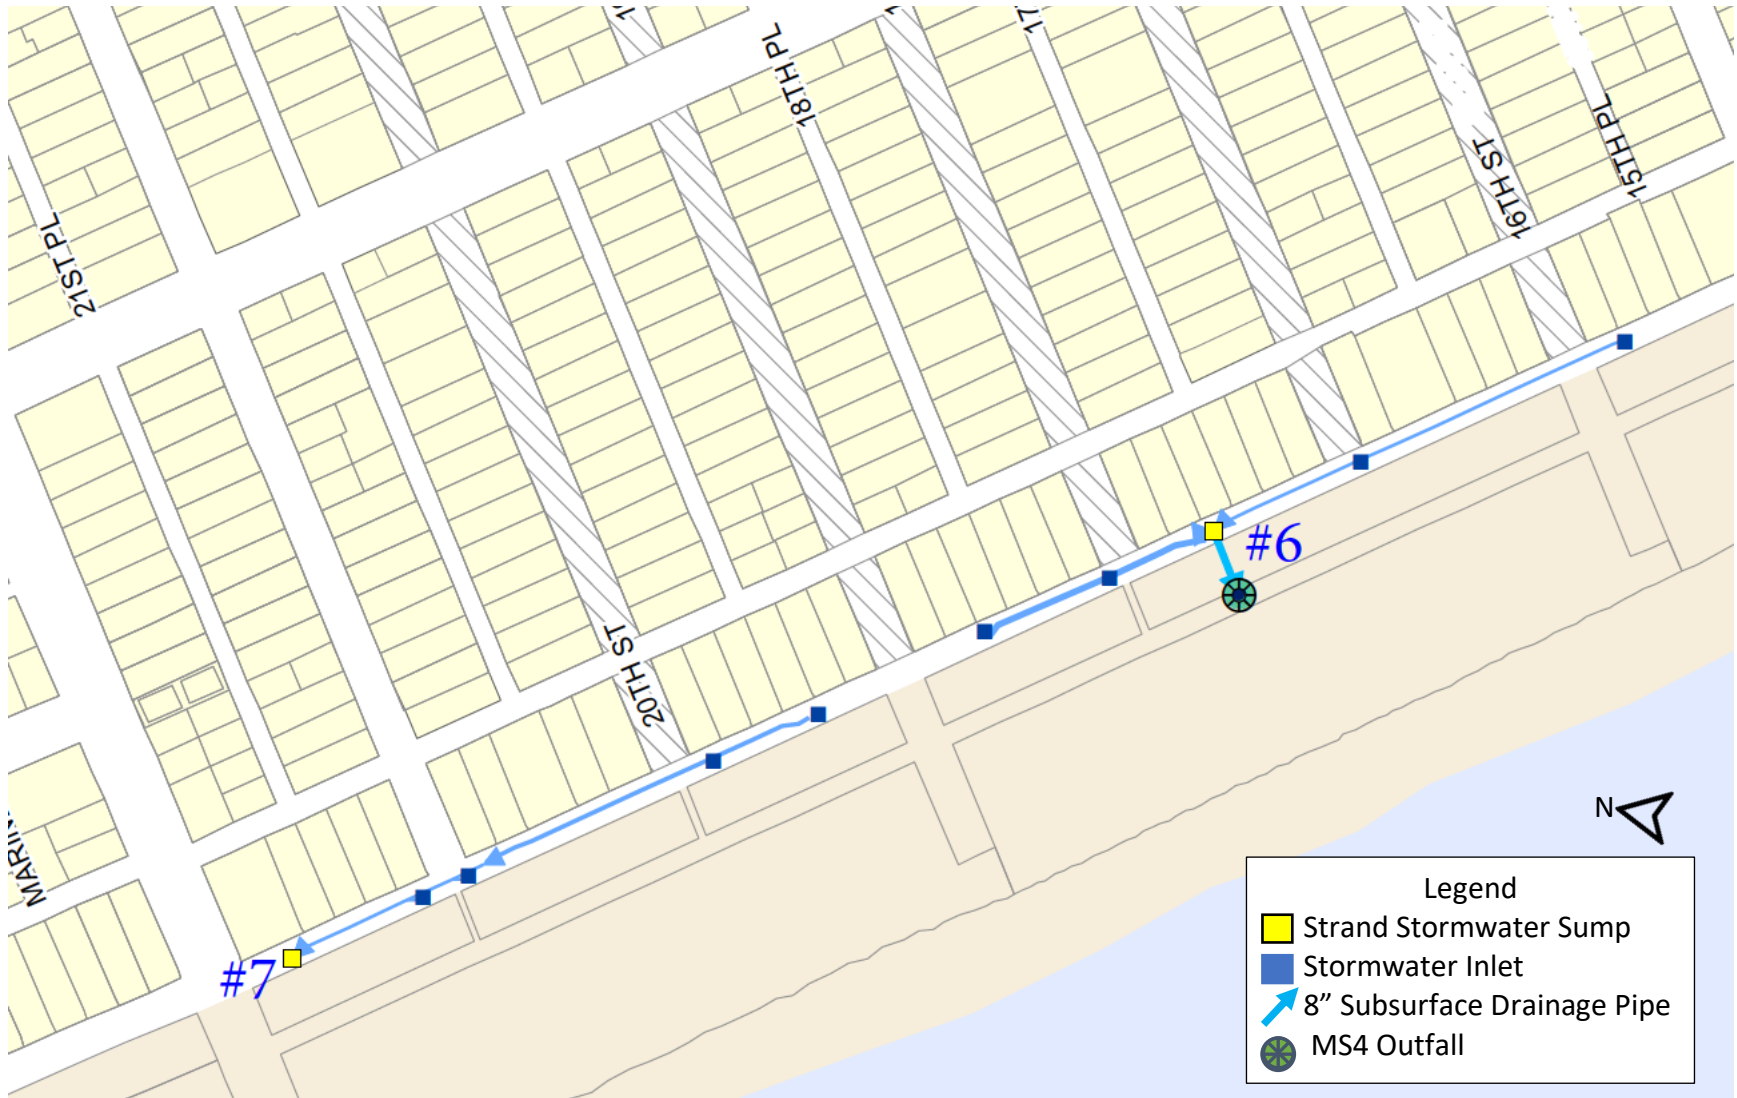 18TH PL
17
15TH PL
16TH ST
21ST PL
#6
20TH ST
N
MARIN
#7
Legend
Strand Stormwater Sump
Stormwater Inlet
8” Subsurface Drainage Pipe
MS4 Outfall